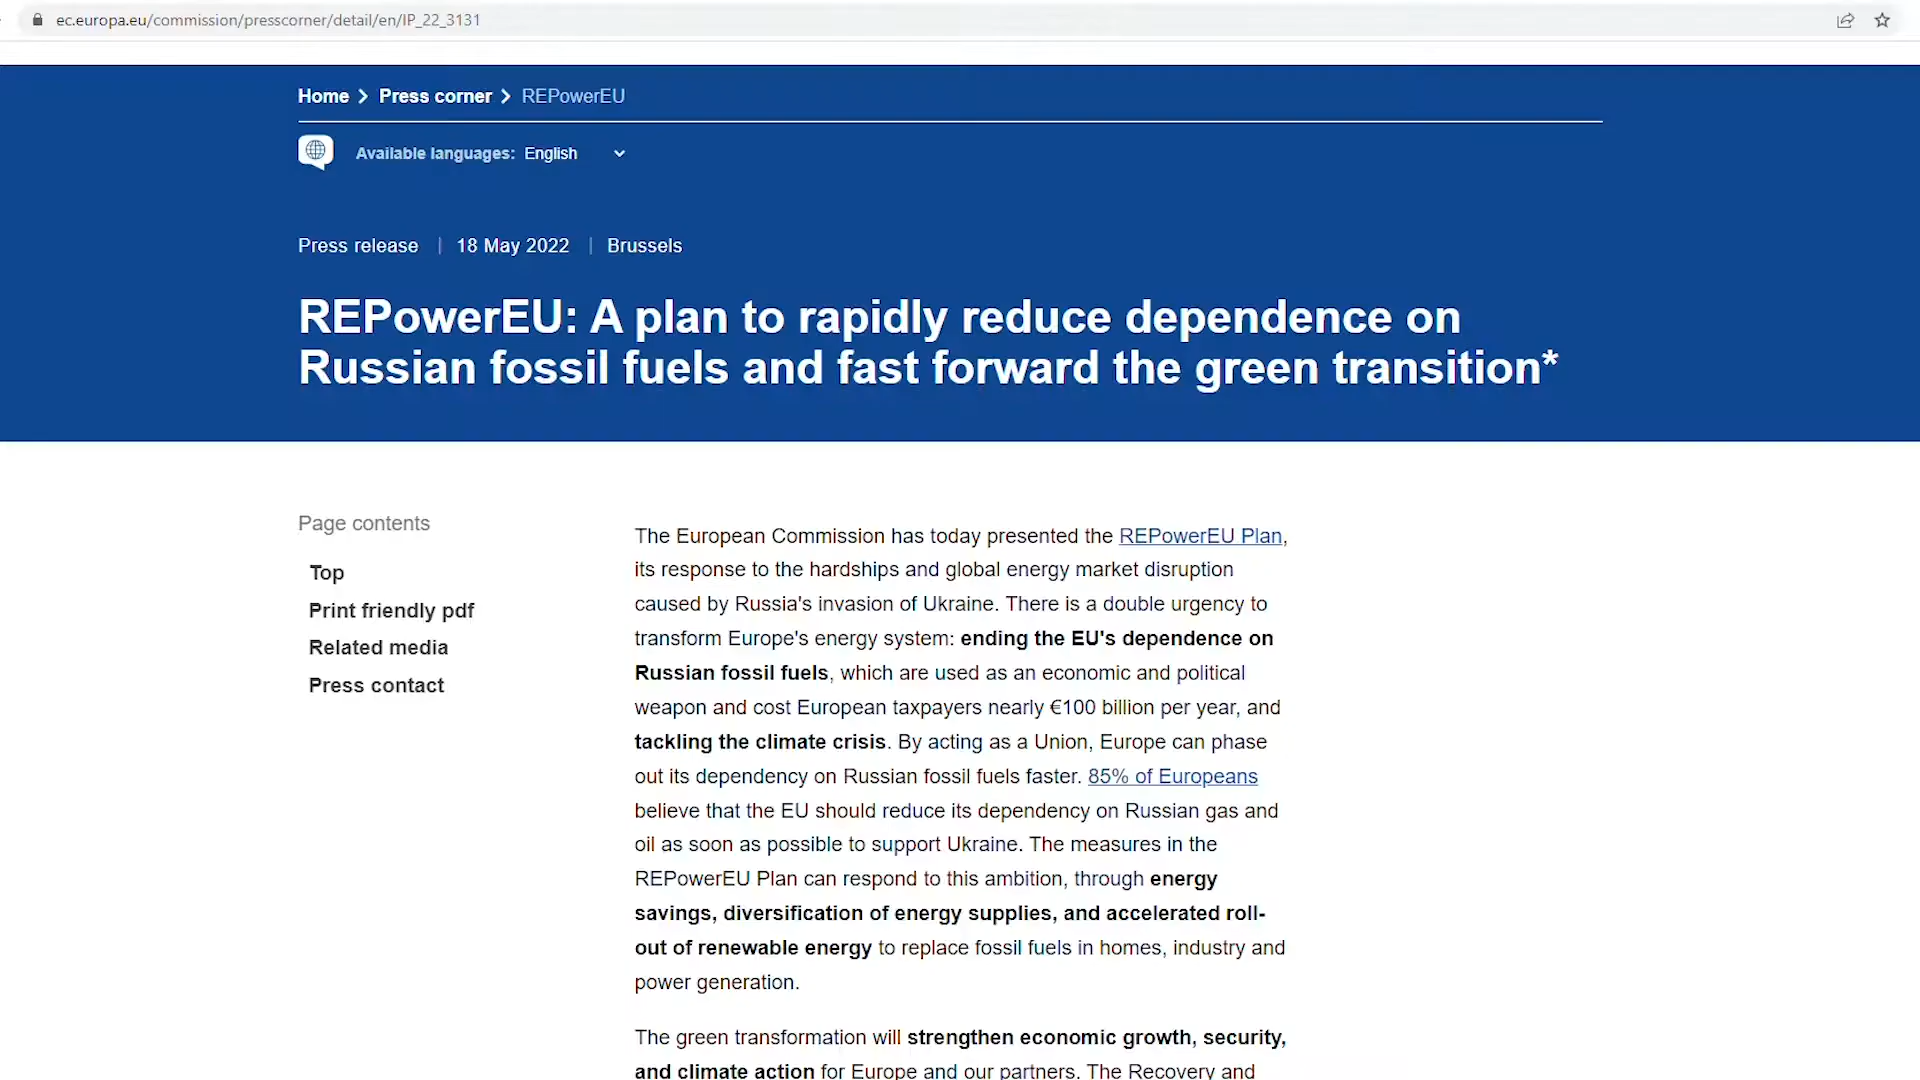 ec.europa.eu/commission/presscorner/detail/en/IP_22_3131
Home > Press corner > REPowerEU
Available languages: English
Press release | 18 May 2022 | Brussels
REPowerEU: A plan to rapidly reduce dependence on
Russian fossil fuels and fast forward the green transition*
Page contents
Top
Print friendly pdf
Related media
Press contact
The European Commission has today presented the REPowerEU Plan,
its response to the hardships and global energy market disruption
caused by Russia's invasion of Ukraine. There is a double urgency to
transform Europe's energy system: ending the EU's dependence on
Russian fossil fuels, which are used as an economic and political
weapon and cost European taxpayers nearly €100 billion per year, and
tackling the climate crisis. By acting as a Union, Europe can phase
out its dependency on Russian fossil fuels faster. 85% of Europeans
believe that the EU should reduce its dependency on Russian gas and
oil as soon as possible to support Ukraine. The measures in the
REPowerEU Plan can respond to this ambition, through energy
savings, diversification of energy supplies, and accelerated roll-
out of renewable energy to replace fossil fuels in homes, industry and
power generation.
The green transformation will strengthen economic growth, security,
and climate action for Europe and our partners. The Recovery and